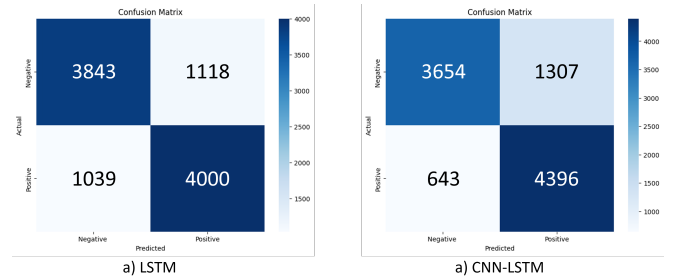 Confusion Matrix
Negative
3843
1118
Actual
Positive
1039
4000
Negative
Positive
Predicted
4000
3500
3000
2500
2000
1500
a) LSTM
Confusion Matrix
Negative
3654
1307
Actual
Positive
643
4396
Negative
Positive
Predicted
4000
3500
3000
2500
2000
1500
1000
a) CNN-LSTM